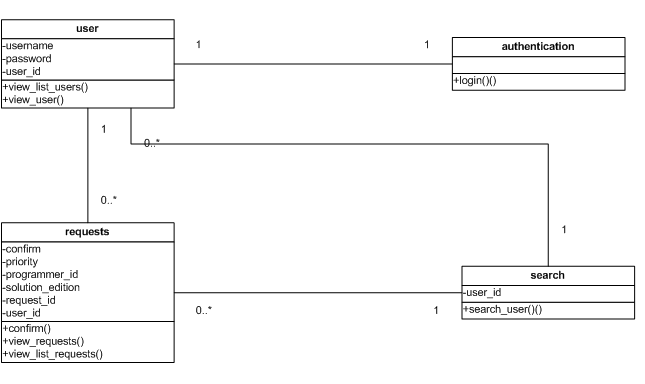 user
-username
-password
-user_id
+view_list_users()
+view_user()
1
1
authentication
+login()()
1
0..*
0..*
1
requests
-confirm
-priority
-programmer_id
-solution_edition
-request_id
-user_id
+confirm()
+view_requests()
+view_list_requests()
0..*
1
search
-user_id
+search_user()()